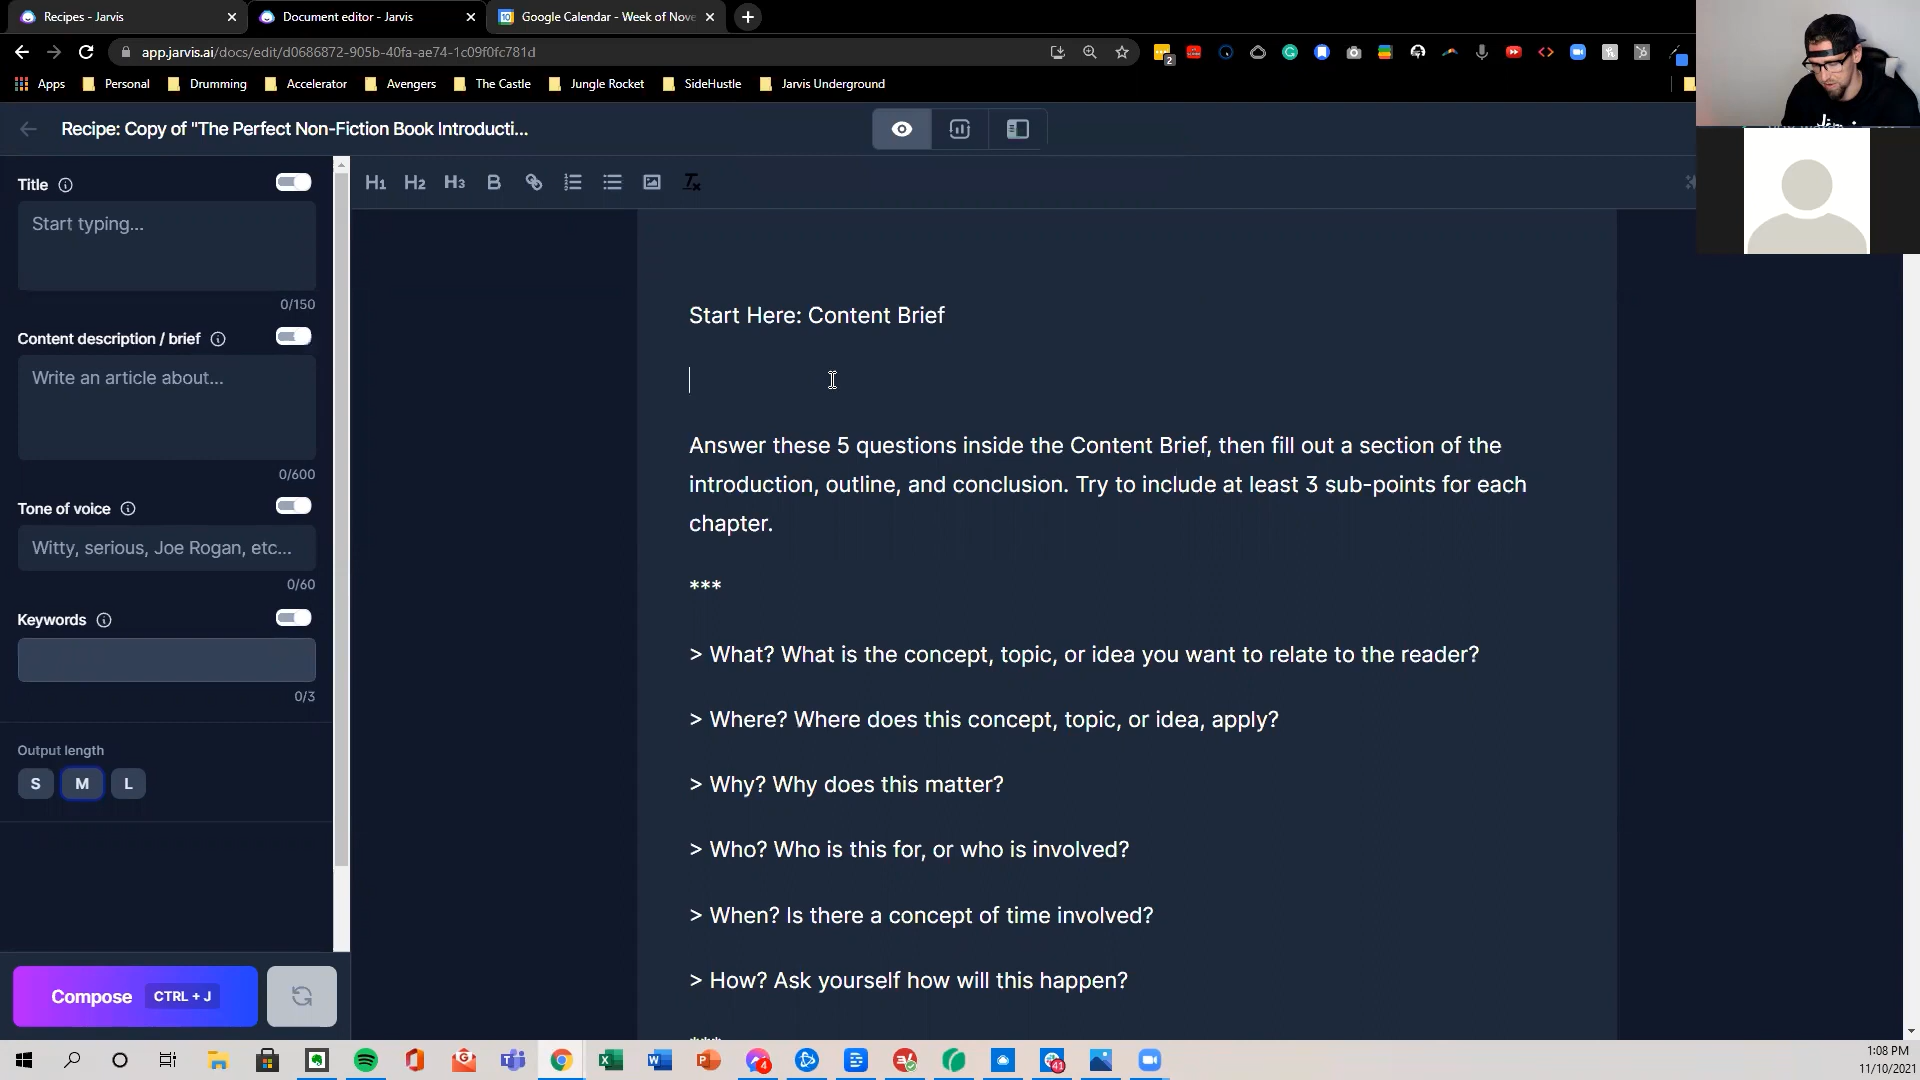 Recipes - Jarvis
Document editor - Jarvis
Google Calendar - Week of Nove
app.jarvis.ai/docs/edit/d0686872-905b-40fa-ae74-1c09f0fc781d
Apps
Personal
Drumming
Accelerator
Avengers
The Castle
Jungle Rocket
SideHustle
Jarvis Underground
Recipe: Copy of "The Perfect Non-Fiction Book Introducti...
Title
Start typing...
0/150
Content description / brief
Write an article about...
0/600
Tone of voice
Witty, serious, Joe Rogan, etc...
0/60
Keywords
0/3
Output length
S M L
Compose CTRL + J
H1 H2 H3 B
Start Here: Content Brief
Answer these 5 questions inside the Content Brief, then fill out a section of the
introduction, outline, and conclusion. Try to include at least 3 sub-points for each
chapter.
***
> What? What is the concept, topic, or idea you want to relate to the reader?
> Where? Where does this concept, topic, or idea, apply?
> Why? Why does this matter?
> Who? Who is this for, or who is involved?
> When? Is there a concept of time involved?
> How? Ask yourself how will this happen?
1:08 PM
11/10/2021